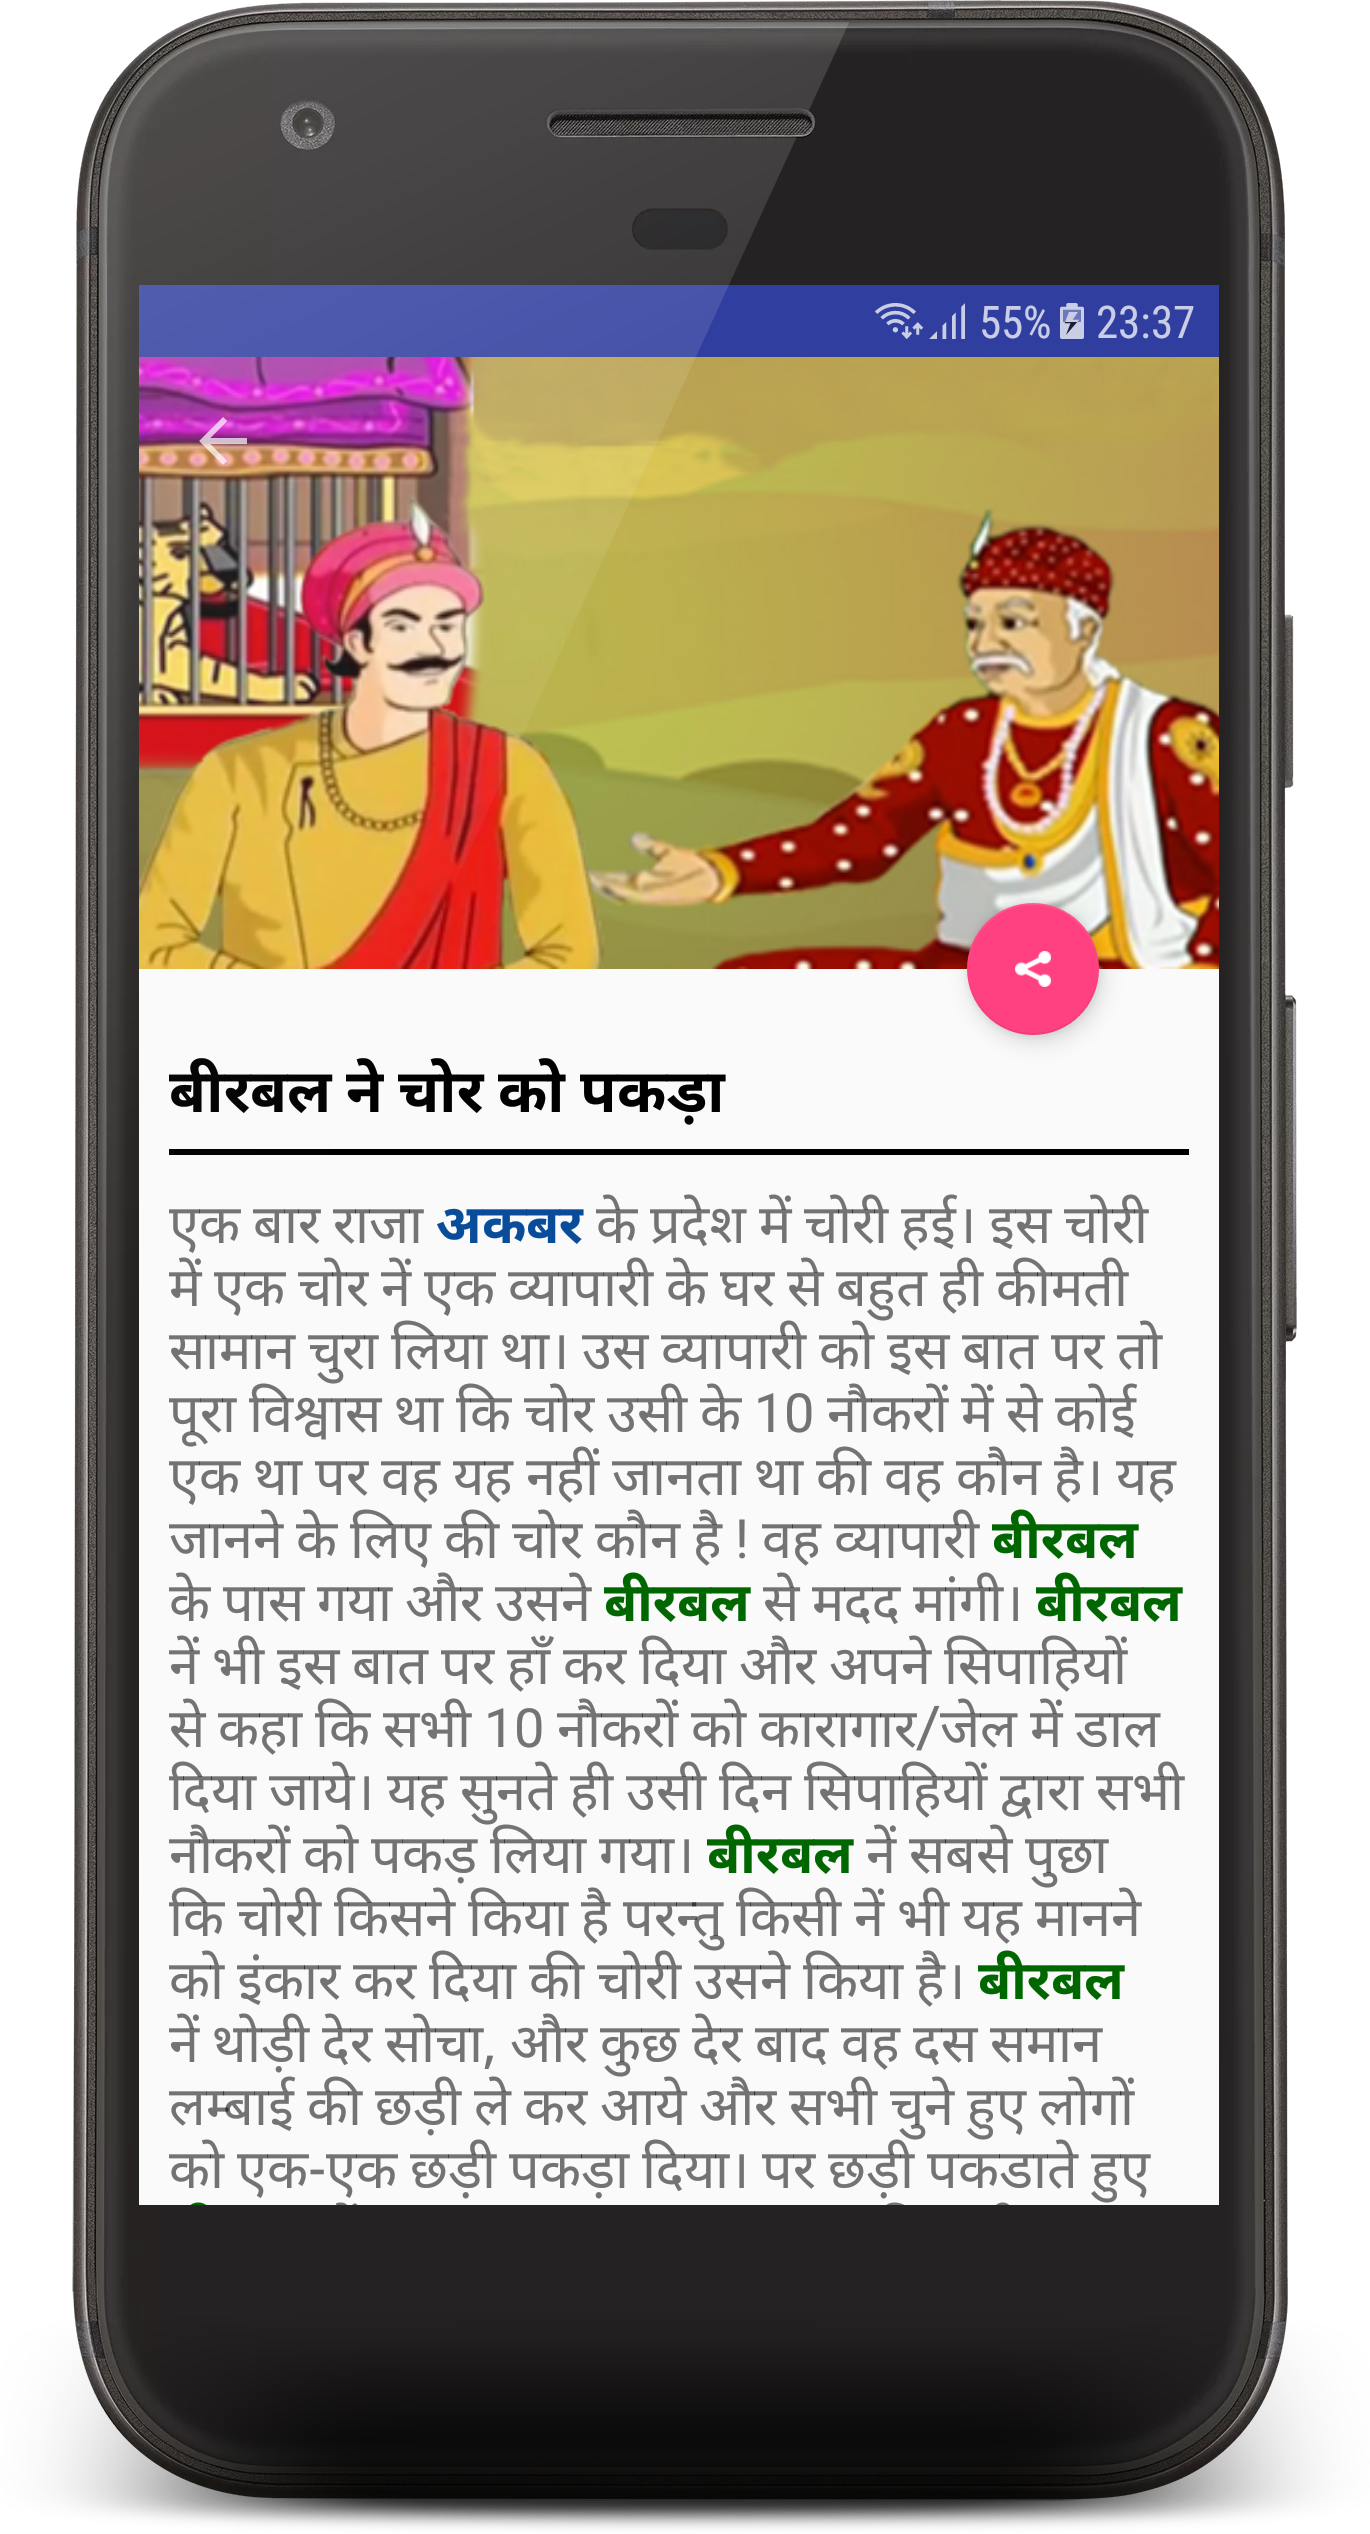 55% 23:37
बीरबल ने चोर को पकड़ा
एक बार राजा अकबर के प्रदेश में चोरी हई। इस चोरी
में एक चोर नें एक व्यापारी के घर से बहुत ही कीमती
सामान चुरा लिया था। उस व्यापारी को इस बात पर तो
पूरा विश्वास था कि चोर उसी के 10 नौकरों में से कोई
एक था पर वह यह नहीं जानता था की वह कौन है। यह
जानने के लिए की चोर कौन है ! वह व्यापारी बीरबल
के पास गया और उसने बीरबल से मदद मांगी। बीरबल
नें भी इस बात पर हाँ कर दिया और अपने सिपाहियों
से कहा कि सभी 10 नौकरों को कारागार/जेल में डाल
दिया जाये। यह सुनते ही उसी दिन सिपाहियों द्वारा सभी
नौकरों को पकड़ लिया गया। बीरबल नें सबसे पुछा
कि चोरी किसने किया है परन्तु किसी नें भी यह मानने
को इंकार कर दिया की चोरी उसने किया है। बीरबल
नें थोड़ी देर सोचा, और कुछ देर बाद वह दस समान
लम्बाई की छड़ी ले कर आये और सभी चुने हुए लोगों
को एक-एक छड़ी पकड़ा दिया। पर छड़ी पकडाते हुए